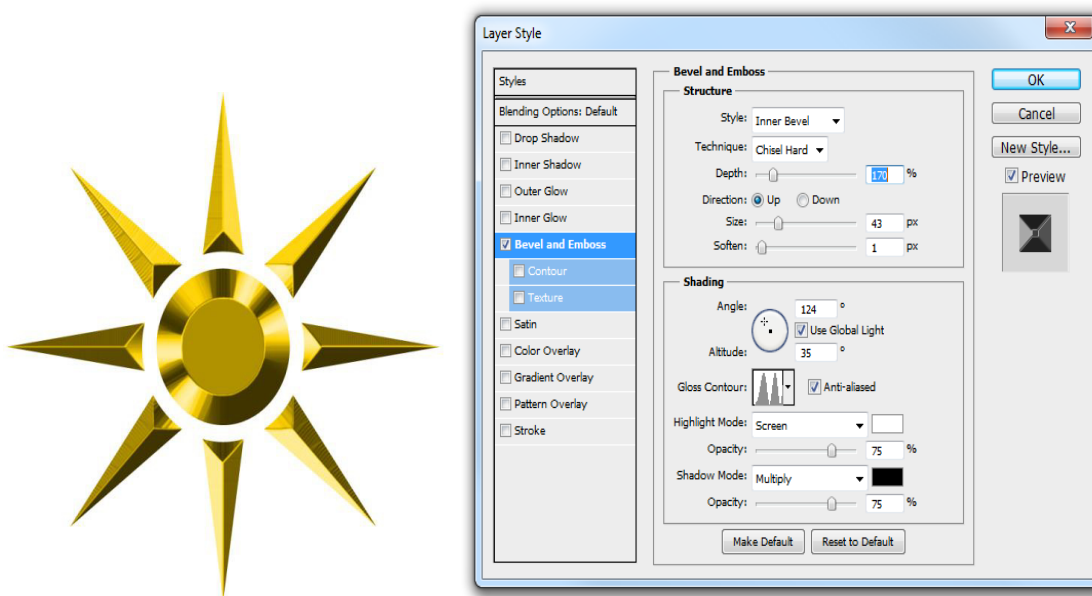 Layer Style
X
Styles
Blending Options: Default
Drop Shadow
Inner Shadow
Outer Glow
Inner Glow
Bevel and Emboss
Contour
Texture
Satin
Color Overlay
Gradient Overlay
Pattern Overlay
Stroke
Bevel and Emboss
Structure
Style: Inner Bevel
Technique: Chisel Hard
Depth: 170 %
Direction: Up Down
Size: 43 px
Soften: 1 px
Shading
Angle: 124 °
Use Global Light
Altitude: 35 °
Gloss Contour: Anti-aliased
Highlight Mode: Screen
Opacity: 75 %
Shadow Mode: Multiply
Opacity: 75 %
Make Default Reset to Default
OK
Cancel
New Style...
Preview